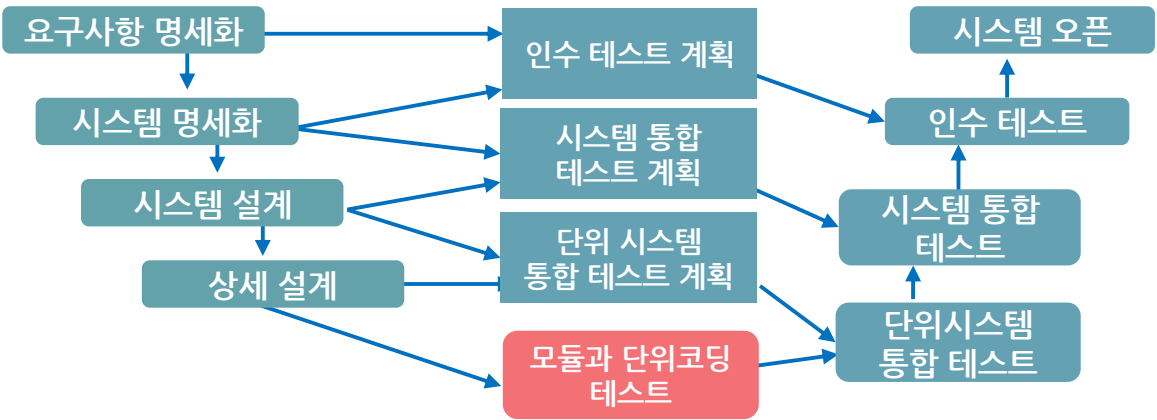 요구사항 명세화
시스템 명세화
시스템 설계
상세 설계
인수 테스트 계획
시스템 통합
테스트 계획
단위 시스템
통합 테스트 계획
모듈과 단위코딩
테스트
시스템 오픈
인수 테스트
시스템 통합
테스트
단위시스템
통합 테스트